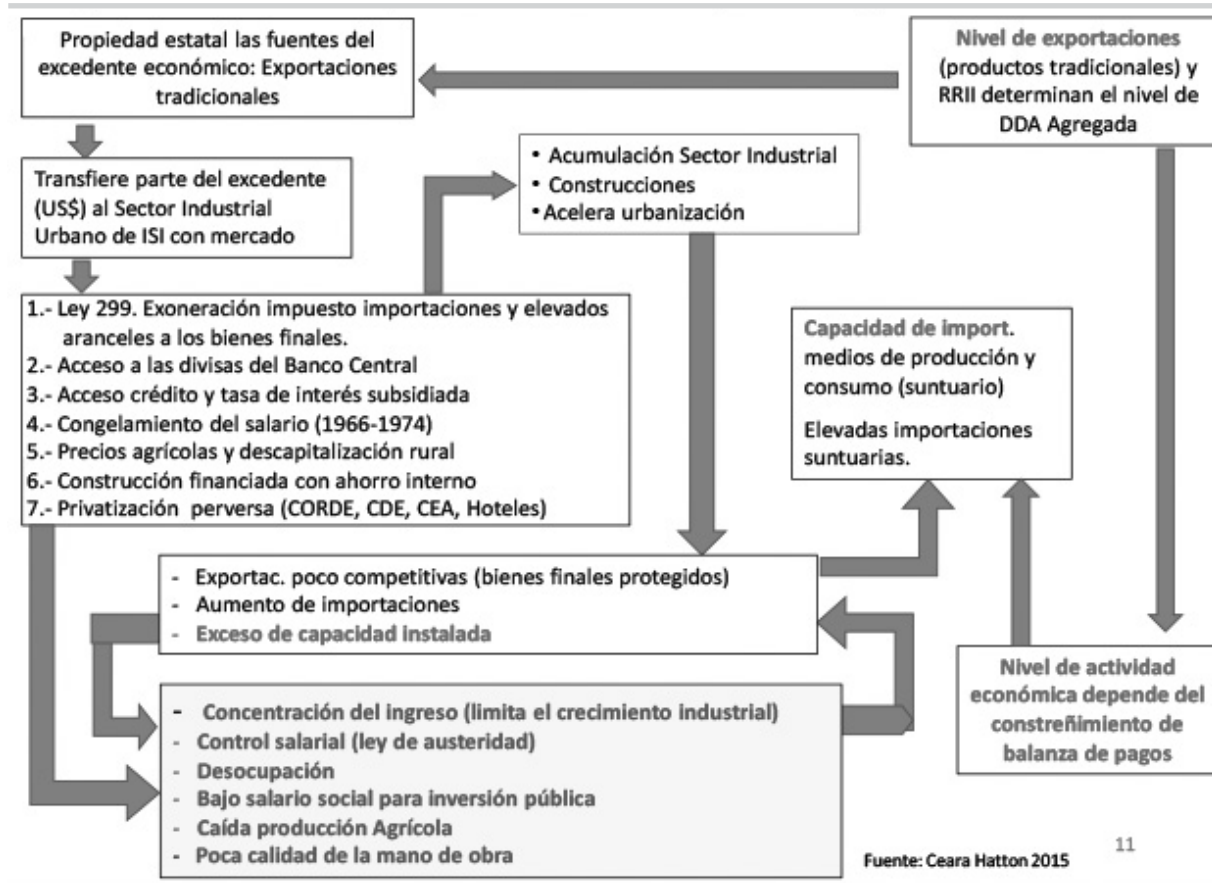 Propiedad estatal las fuentes del
excedente económico: Exportaciones
tradicionales
Nivel de exportaciones
(productos tradicionales) y
RRII determinan el nivel de
DDA Agregada
Transfiere parte del excedente
(US$) al Sector Industrial
Urbano de ISI con mercado
• Acumulación Sector Industrial
• Construcciones
•Acelera urbanización
1.- Ley 299. Exoneración impuesto importaciones y elevados
aranceles a los bienes finales.
2.- Acceso a las divisas del Banco Central
3.- Acceso crédito y tasa de interés subsidiada
4.- Congelamiento del salario (1966-1974)
5.- Precios agrícolas y descapitalización rural
6.- Construcción financiada con ahorro interno
7.- Privatización perversa (CORDE, CDE, CEA, Hoteles)
Capacidad de import.
medios de producción y
consumo (suntuario)
Elevadas importaciones
suntuarias.
- Exportac. poco competitivas (bienes finales protegidos)
- Aumento de importaciones
- Exceso de capacidad instalada
Nivel de actividad
económica depende del
constreñimiento de
balanza de pagos
- Concentración del ingreso (limita el crecimiento industrial)
- Control salarial (ley de austeridad)
- Desocupación
- Bajo salario social para inversión pública
- Caída producción Agrícola
- Poca calidad de la mano de obra
Fuente: Ceara Hatton 2015
11